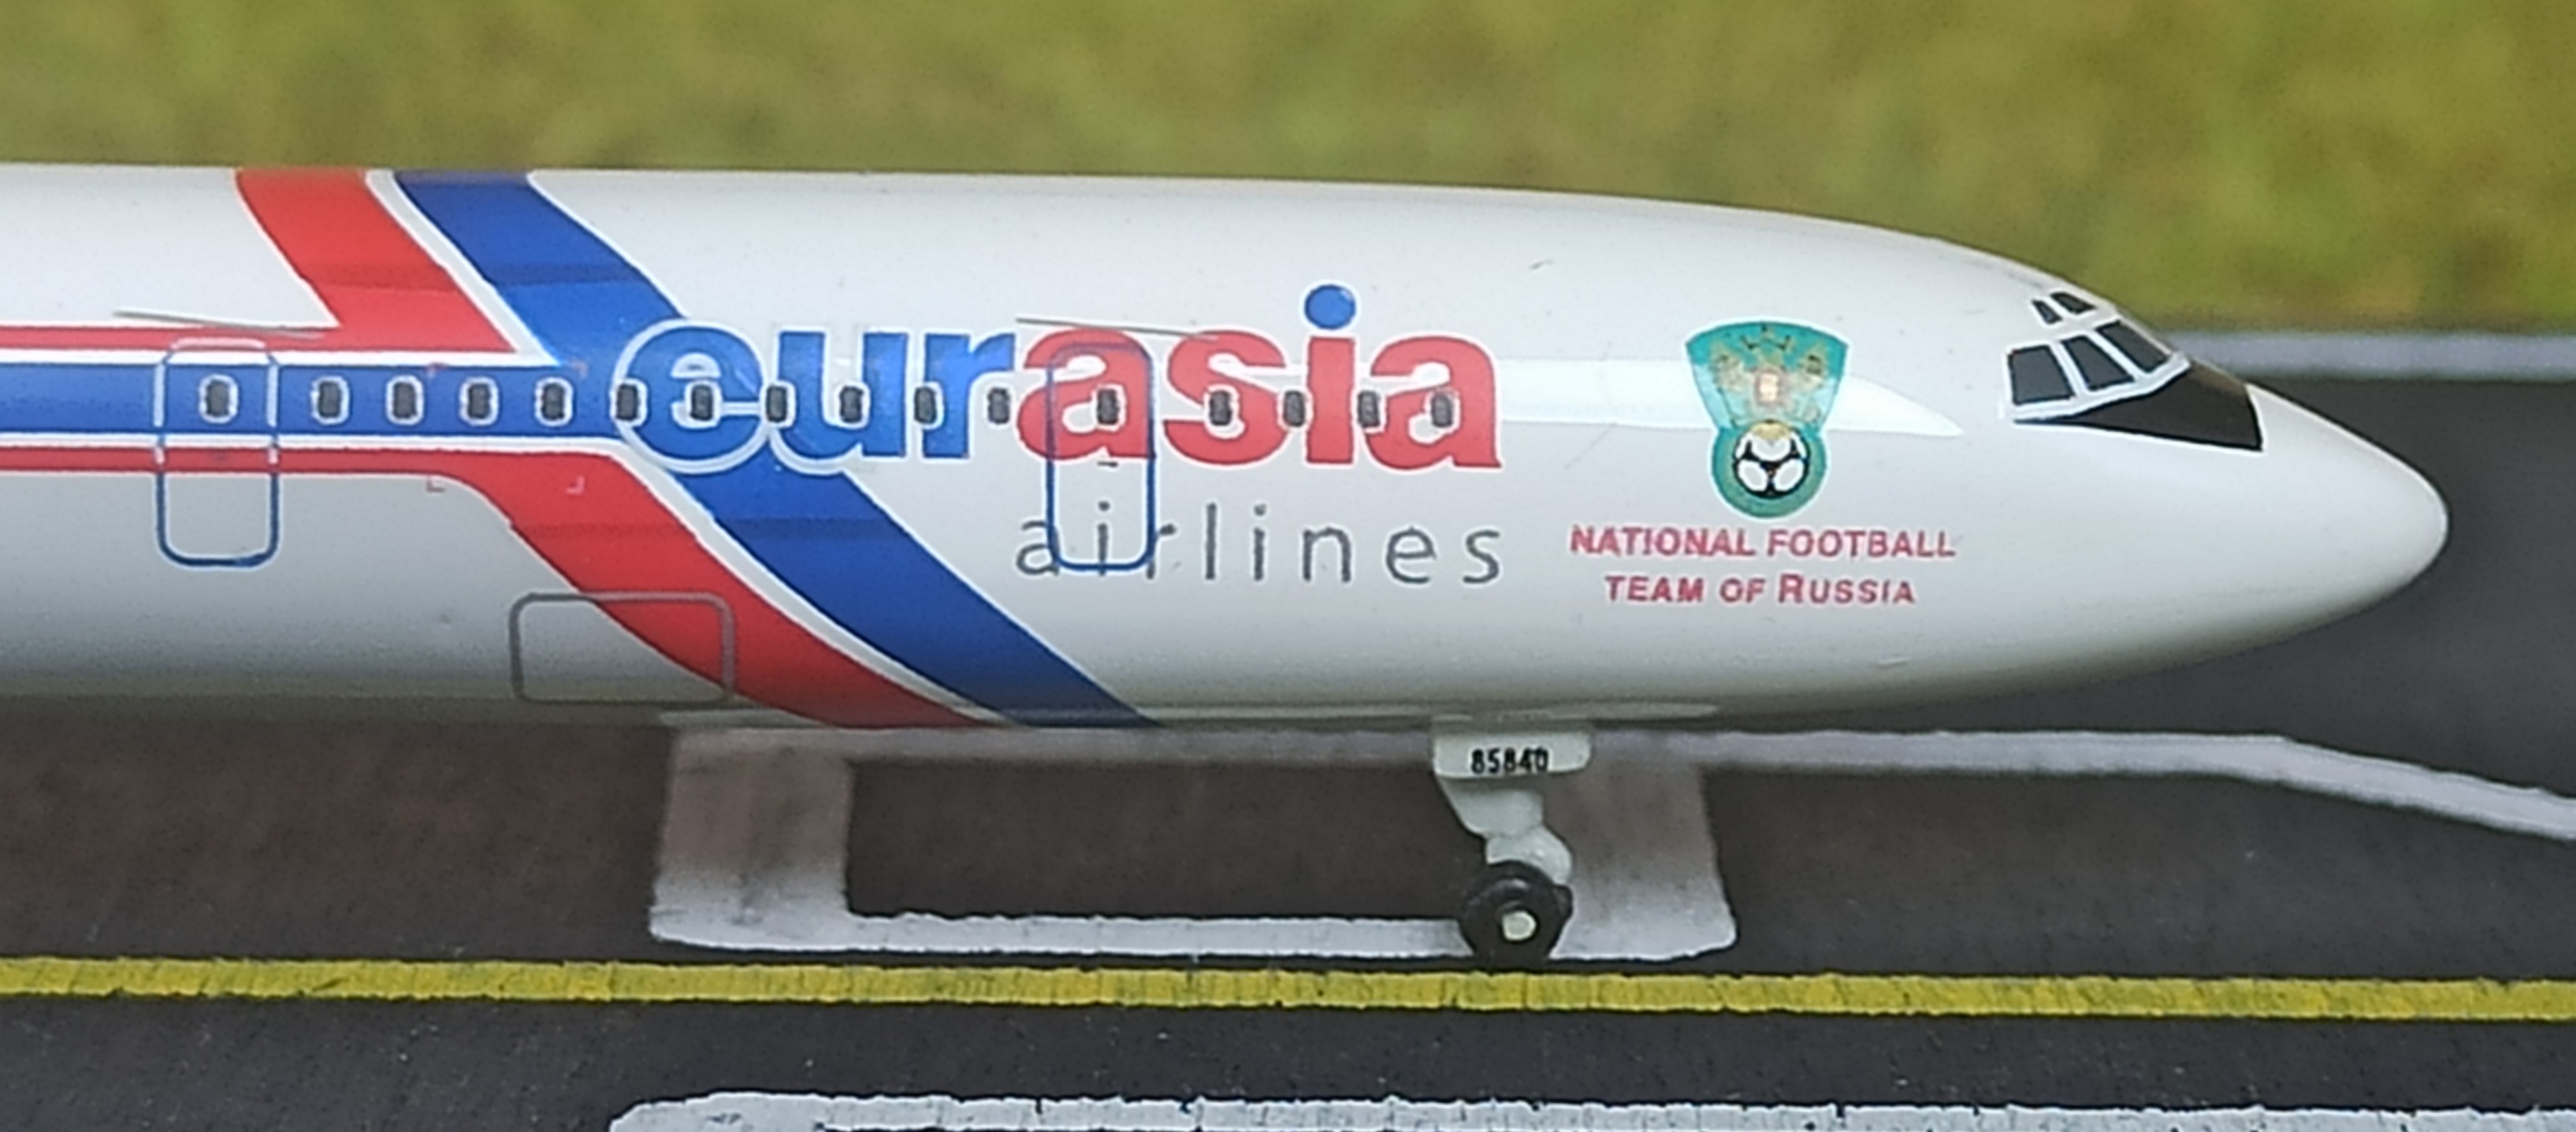 eurasia
airlines
NATIONAL FOOTBALL
TEAM OF RUSSIA
85840